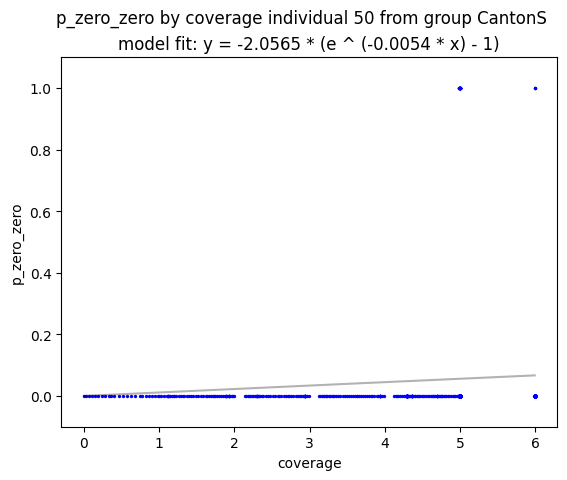 p_zero_zero by coverage individual 50 from group CantonS
model fit: y = -2.0565 * (e ^ (-0.0054 * x) - 1)
1.0
0.8
0.6
0.4
0.2
0.0
p_zero_zero
0 1 2 3 4 5 6
coverage